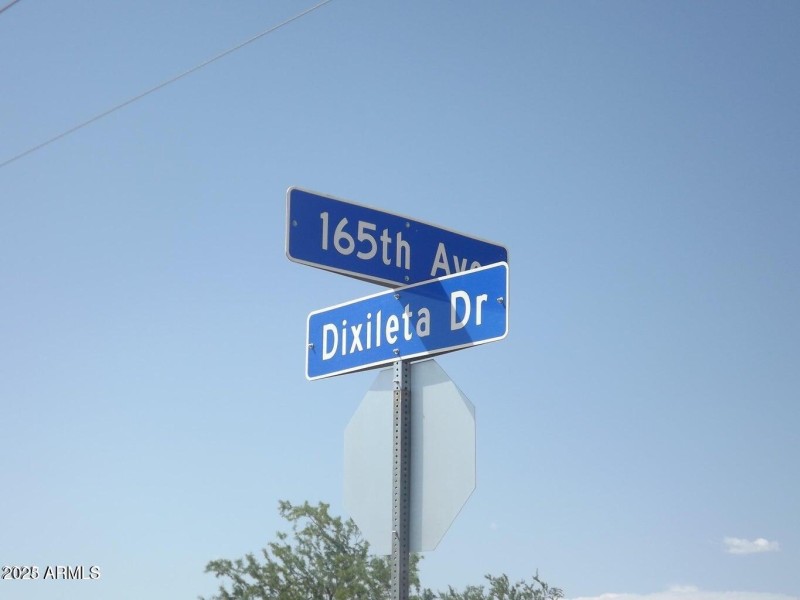 165th Ave
Dixileta Dr
2025 ARMLS